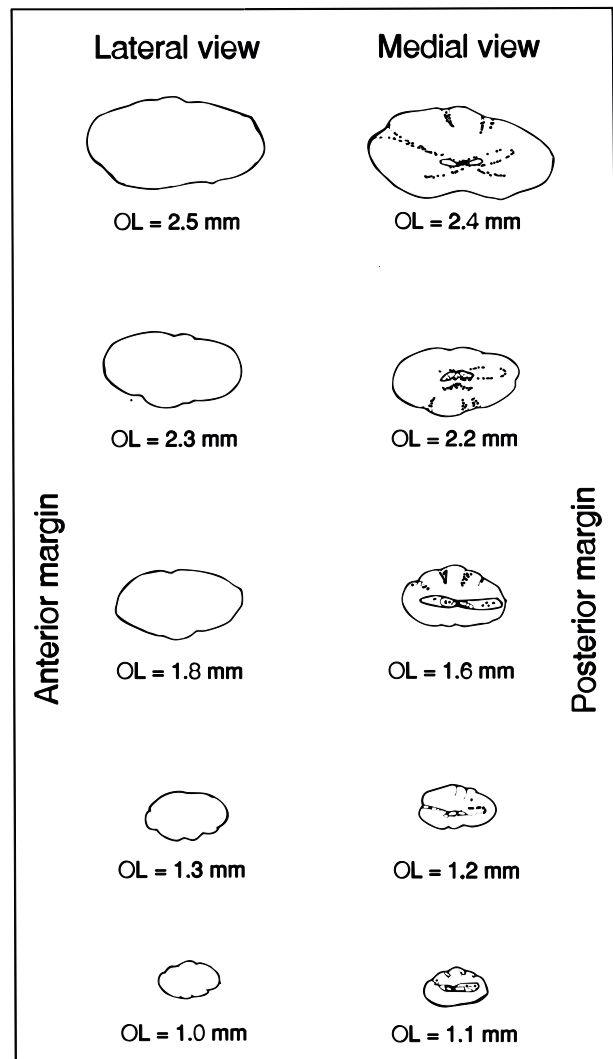 Lateral view Medial view
OL = 2.5 mm OL = 2.4 mm
OL = 2.3 mm OL = 2.2 mm
Anterior margin
Posterior margin
OL = 1.8 mm OL = 1.6 mm
OL = 1.3 mm OL = 1.2 mm
OL = 1.0 mm OL = 1.1 mm